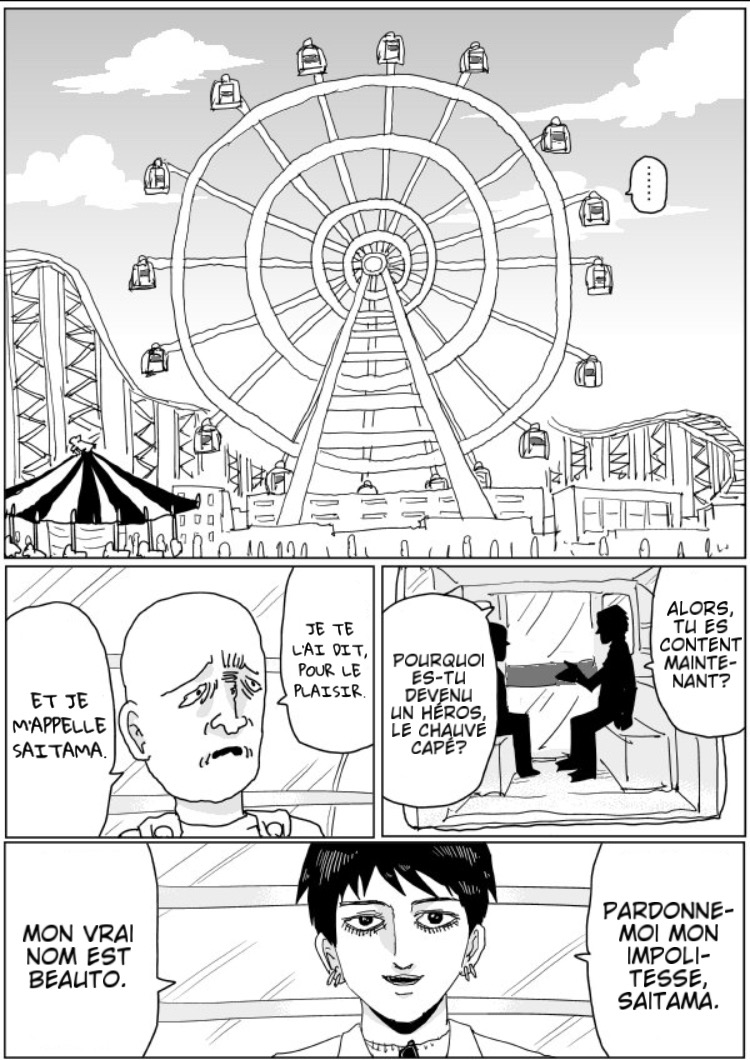 ......
ALORS,
TU ES
CONTENT
MAINTE-
NANT?
POURQUOI
ES-TU
DEVENU
UN HÉROS,
LE CHAUVE
CAPÉ?
JE TE
L'AI DIT,
POUR LE
PLAISIR.
ET JE
M'APPELLE
SAITAMA.
PARDONNE-
MOI MON
IMPOLI-
TESSE,
SAITAMA.
MON VRAI
NOM EST
BEAUTO.